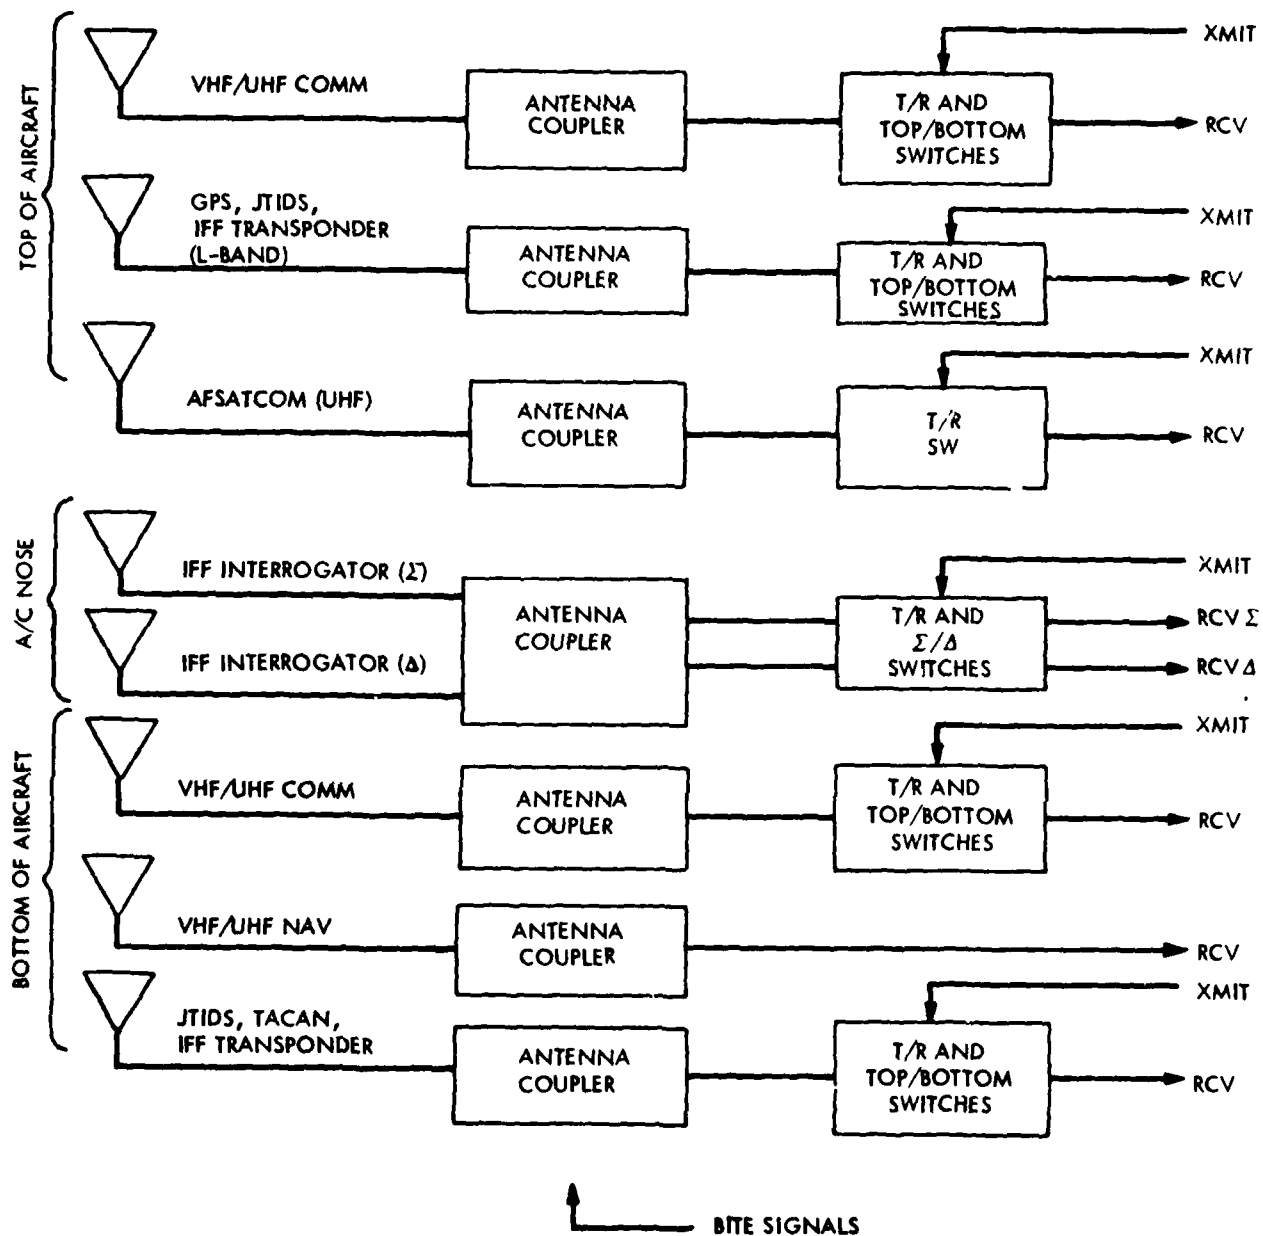 TOP OF AIRCRAFT
VHF/UHF COMM
ANTENNA
COUPLER
T/R AND
TOP/BOTTOM
SWITCHES
XMIT
RCV
GPS, JTIDS,
IFF TRANSPONDER
(L-BAND)
ANTENNA
COUPLER
T/R AND
TOP/BOTTOM
SWITCHES
XMIT
RCV
AFSATCOM (UHF)
ANTENNA
COUPLER
T/R
SW
XMIT
RCV
A/C NOSE
IFF INTERROGATOR (Σ)
IFF INTERROGATOR (Δ)
ANTENNA
COUPLER
T/R AND
Σ/Δ
SWITCHES
XMIT
RCV Σ
RCV Δ
BOTTOM OF AIRCRAFT
VHF/UHF COMM
ANTENNA
COUPLER
T/R AND
TOP/BOTTOM
SWITCHES
XMIT
RCV
VHF/UHF NAV
ANTENNA
COUPLER
RCV
JTIDS, TACAN,
IFF TRANSPONDER
ANTENNA
COUPLER
T/R AND
TOP/BOTTOM
SWITCHES
XMIT
RCV
BITE SIGNALS